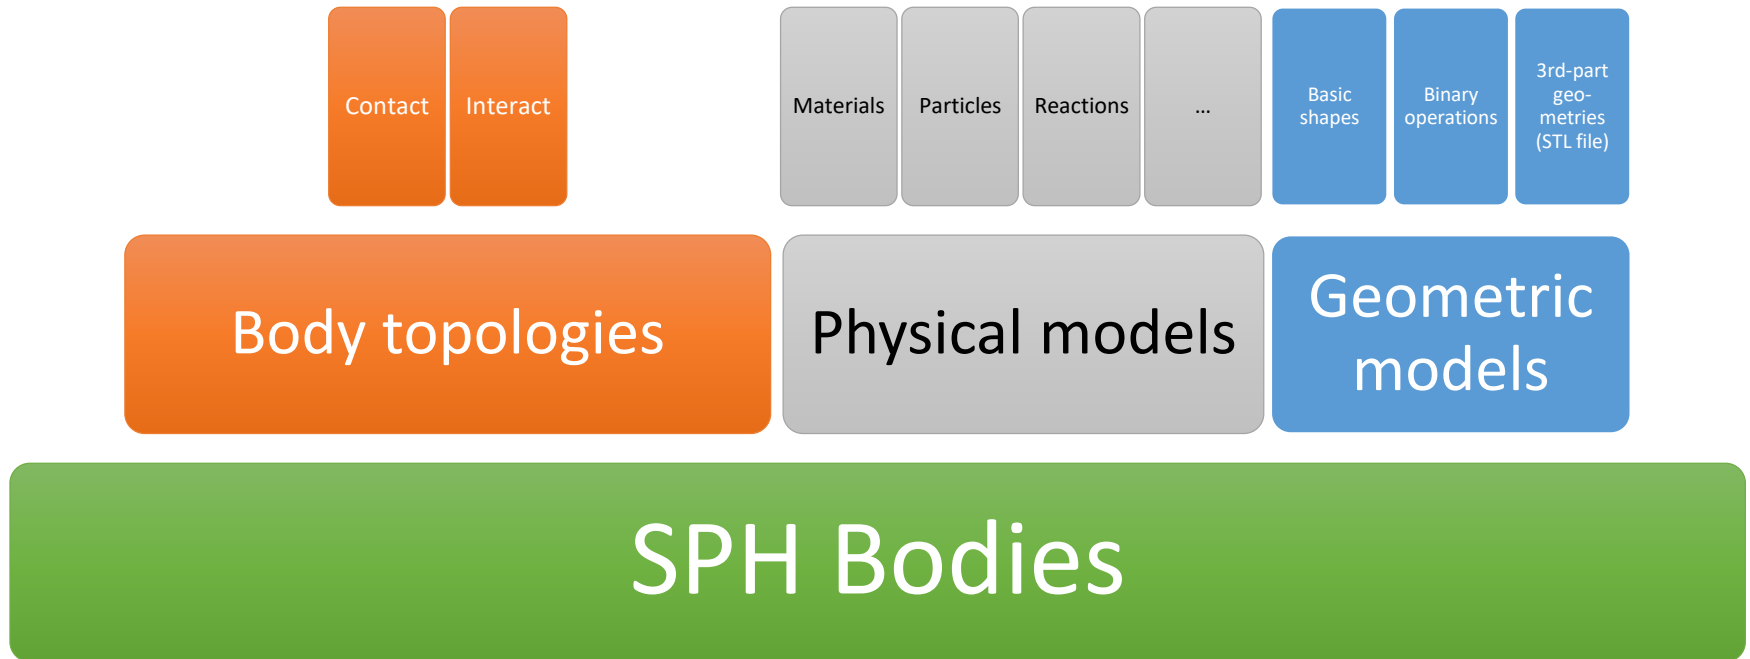 Contact
Interact
Materials
Particles
Reactions
...
Basic
shapes
Binary
operations
3rd-part
geo-
metries
(STL file)
Body topologies
Physical models
Geometric
models
SPH Bodies